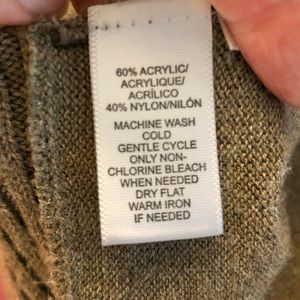 60% ACRYLIC/
ACRYLIQUE/
ACRÍLICO
40% NYLON/NILÓN
MACHINE WASH
COLD
GENTLE CYCLE
ONLY NON-
CHLORINE BLEACH
WHEN NEEDED
DRY FLAT
WARM IRON
IF NEEDED